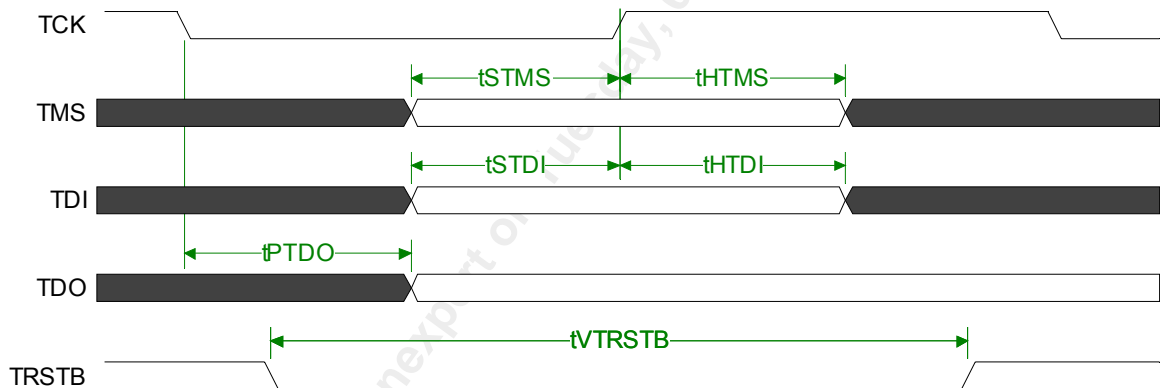 TCK
tSTMS tHTMS
TMS
tSTDI tHTDI
TDI
tPTDO
TDO
tVTRSTB
TRSTB